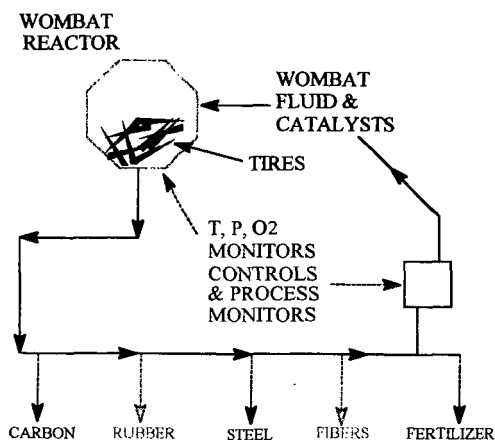 WOMBAT
REACTOR
WOMBAT
FLUID &
CATALYSTS
TIRES
T, P, O2
MONITORS
CONTROLS
& PROCESS
MONITORS
CARBON
RUBBER
STEEL
FIBERS
FERTILIZER